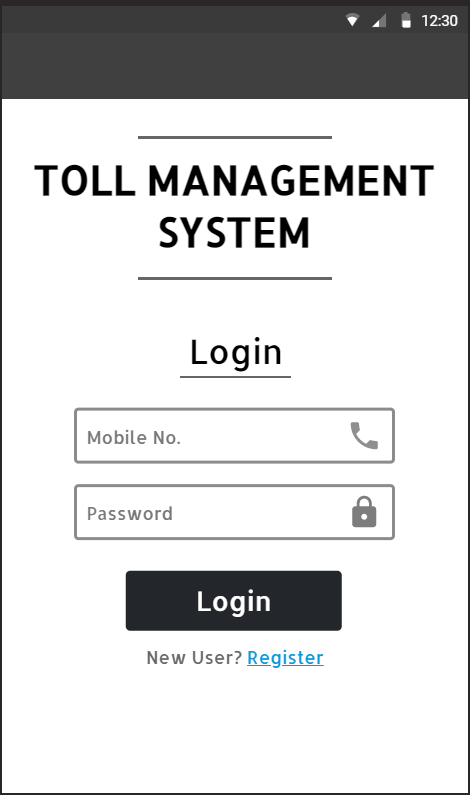 12:30
TOLL MANAGEMENT
SYSTEM
Login
Mobile No.
Password
Login
New User? Register